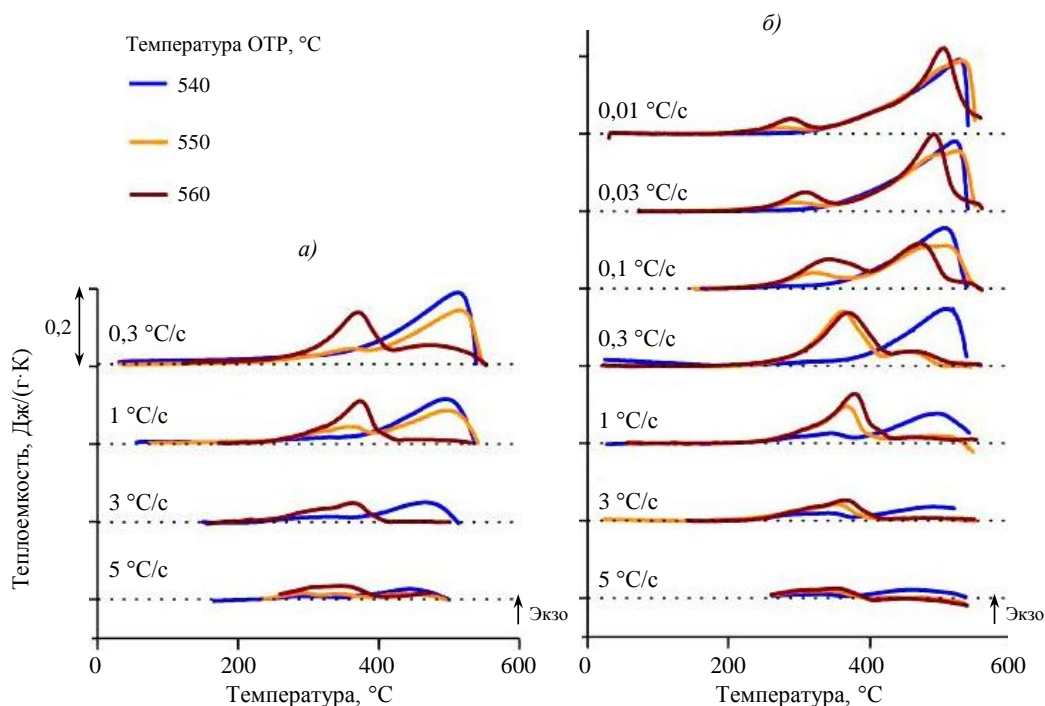 Температура ОТР, °С
540
550
560
а)
0,2
0,3 °С/с
1 °С/с
3 °С/с
5 °С/с
Экзо
Теплоемкость, Дж/(г·К)
0
200
400
600
Температура, °С
б)
0,01 °С/с
0,03 °С/с
0,1 °С/с
0,3 °С/с
1 °С/с
3 °С/с
5 °С/с
Экзо
0
200
400
600
Температура, °С